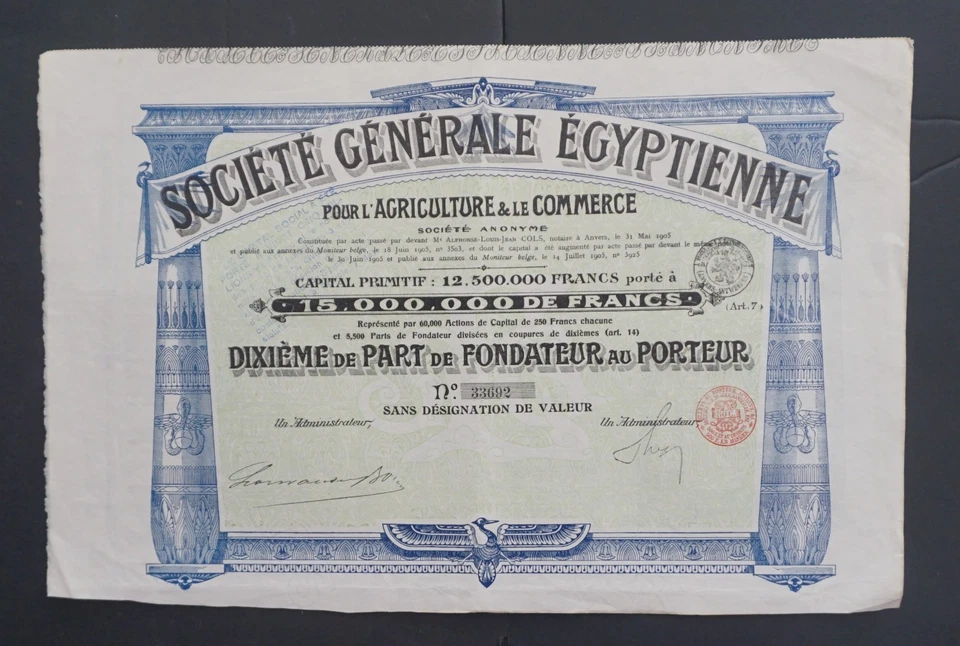 SOCIÉTÉ GÉNÉRALE ÉGYPTIENNE
POUR L'AGRICULTURE & LE COMMERCE
SOCIÉTÉ ANONYME
Constituée par acte passé par devant Me ALPHONSE-LOUIS-JEAN COLS, notaire à Anvers, le 31 Mai 1905
et publié aux annexes du Moniteur belge, le 18 Juin 1905, no 3503, et dont le capital a été augmenté par acte passé par devant le même
le 30 Juin 1905 et publié aux annexes du Moniteur belge, le 14 Juillet 1905, no 3925
CAPITAL PRIMITIF : 12.500.000 FRANCS porté à
15.000.000 DE FRANCS
(Art. 7)
Représenté par 60,000 Actions de Capital de 250 Francs chacune
et 5,500 Parts de Fondateur divisées en coupures de dixièmes (art. 14)
DIXIÈME DE PART DE FONDATEUR AU PORTEUR
No 33692
SANS DÉSIGNATION DE VALEUR
Un Administrateur,
Un Administrateur,